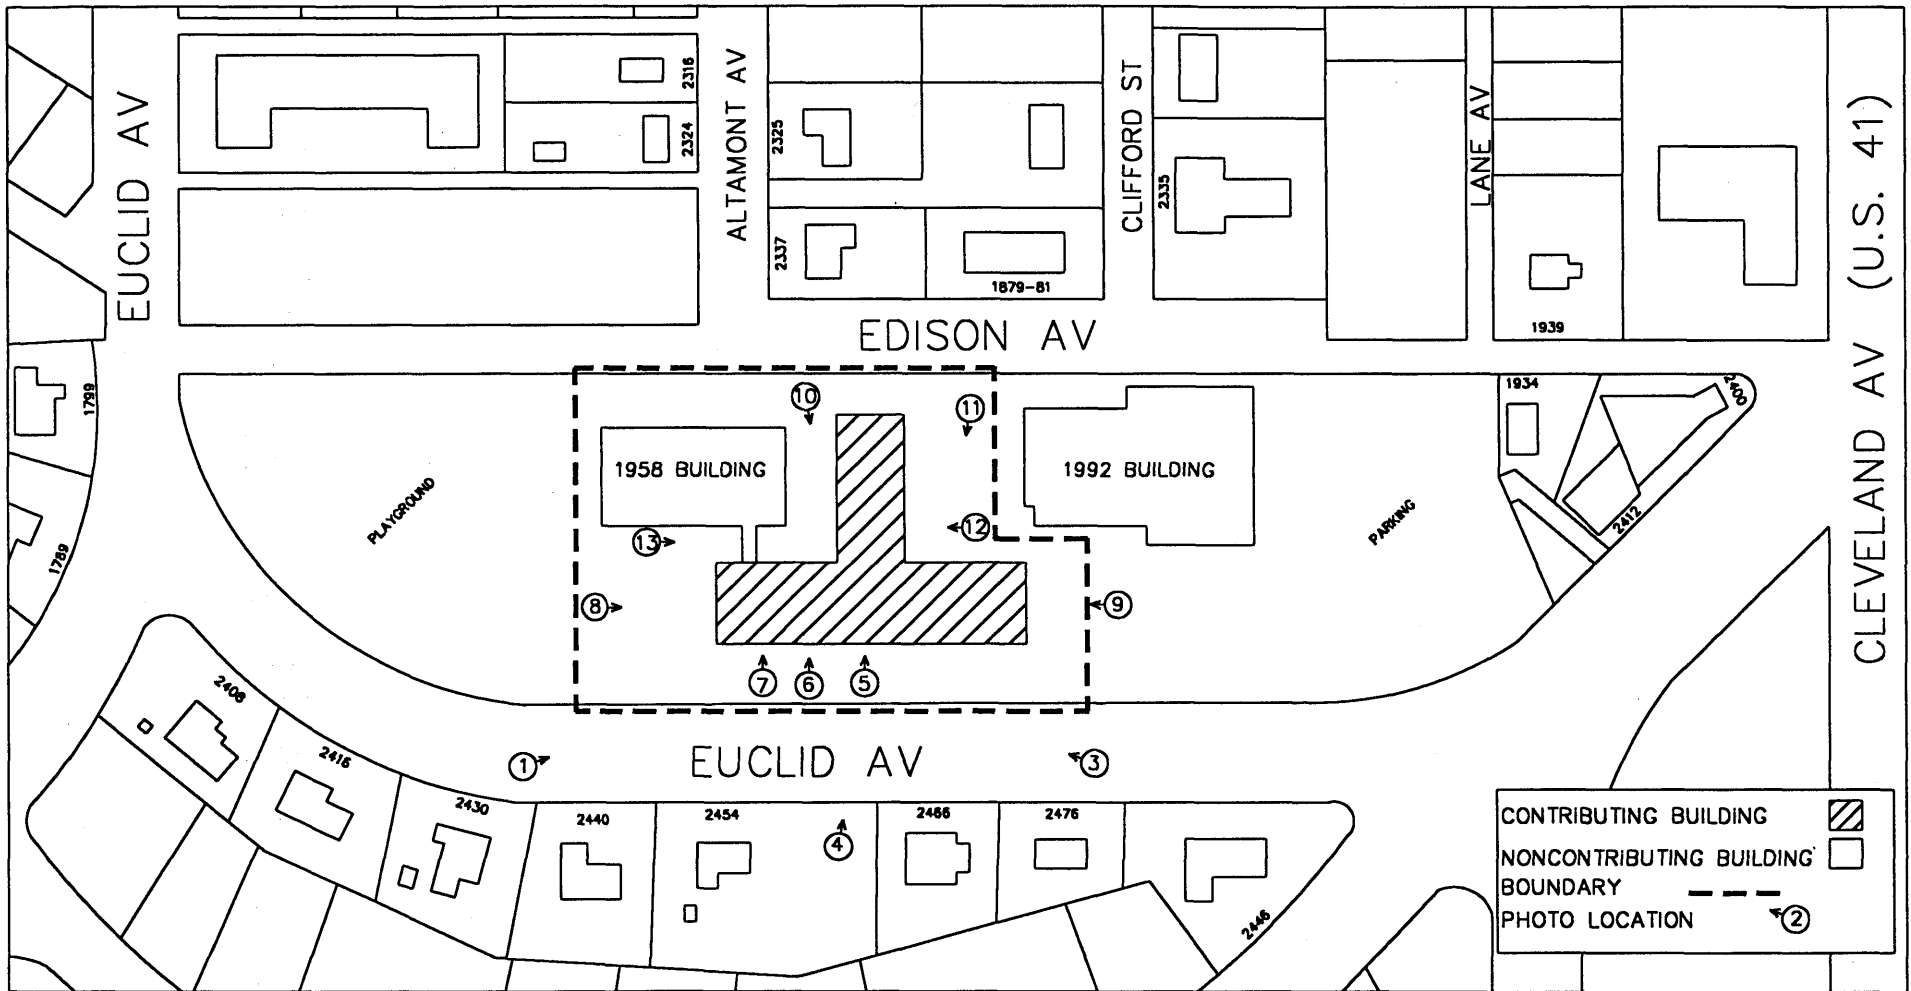 EUCLID AV
2316
2324
ALTAMONT AV
2325
2337
1879-81
CLIFFORD ST
2335
LANE AV
1939
CLEVELAND AV (U.S. 41)
EDISON AV
1799
1789
PLAYGROUND
1958 BUILDING
1992 BUILDING
PARKING
1934
2400
2412
10
11
12
13
8
9
7
6
5
1
EUCLID AV
3
4
2408
2416
2430
2440
2454
2466
2476
2446
CONTRIBUTING BUILDING
NONCONTRIBUTING BUILDING
BOUNDARY
PHOTO LOCATION 2